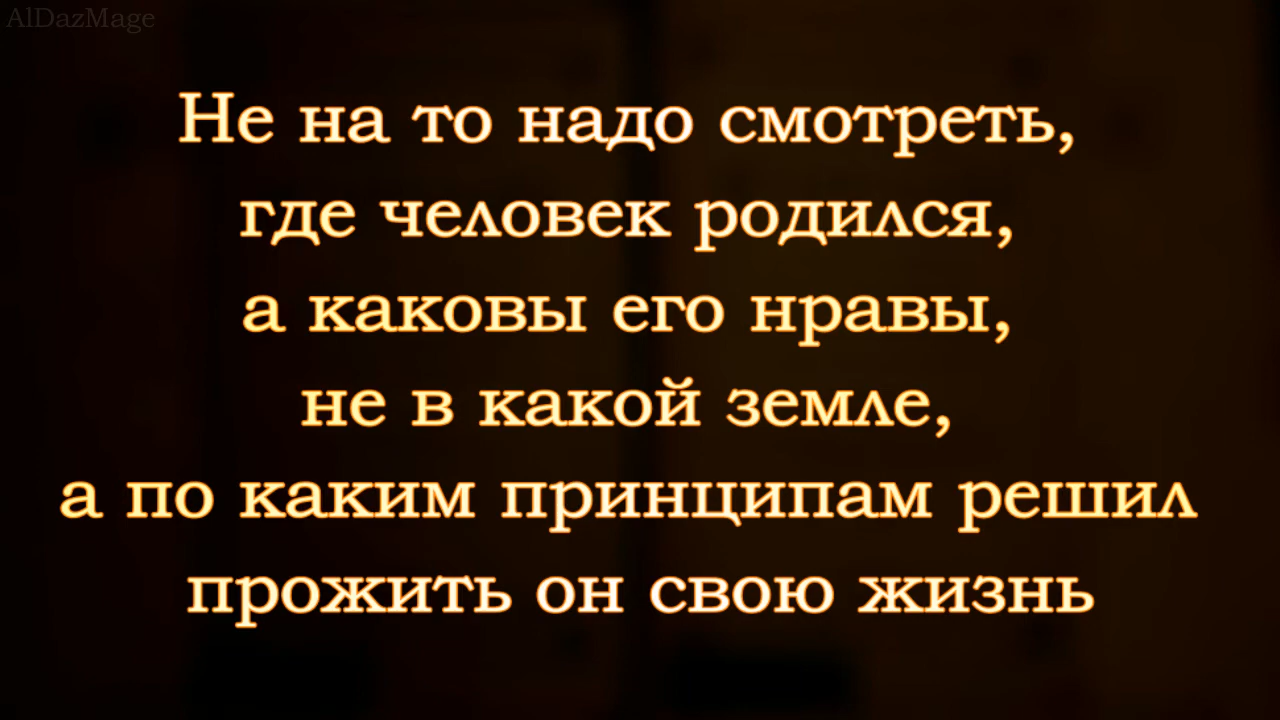 AlDazMage
Не на то надо смотреть,
где человек родился,
а каковы его нравы,
не в какой земле,
а по каким принципам решил
прожить он свою жизнь